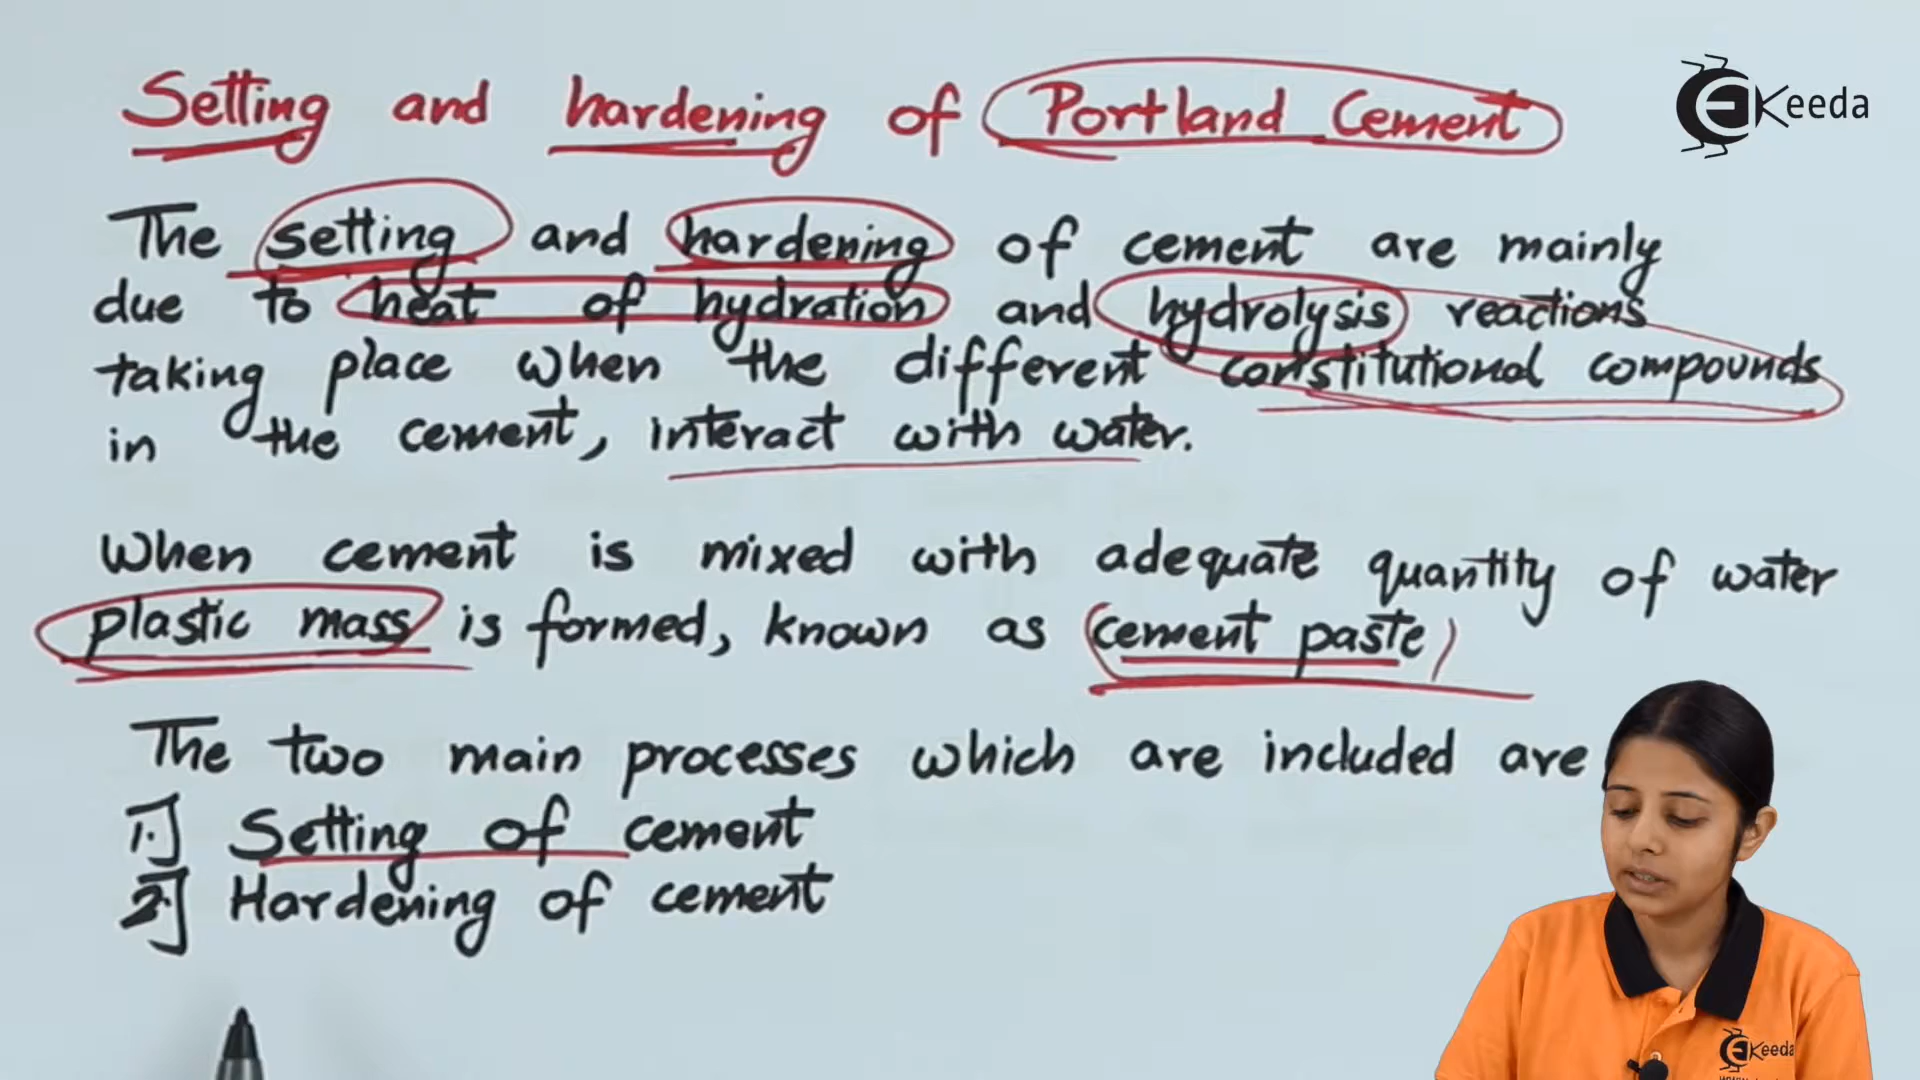 Setting and hardening of Portland Cement
EKeeda
The setting and hardening of cement are mainly
due to heat of hydration and hydrolysis reactions
taking place when the different constitutional compounds
in the cement, interact with water.
When cement is mixed with adequate quantity of water
plastic mass is formed, known as (cement paste)
The two main processes which are included are
1.] Setting of cement
2.] Hardening of cement
EKeeda